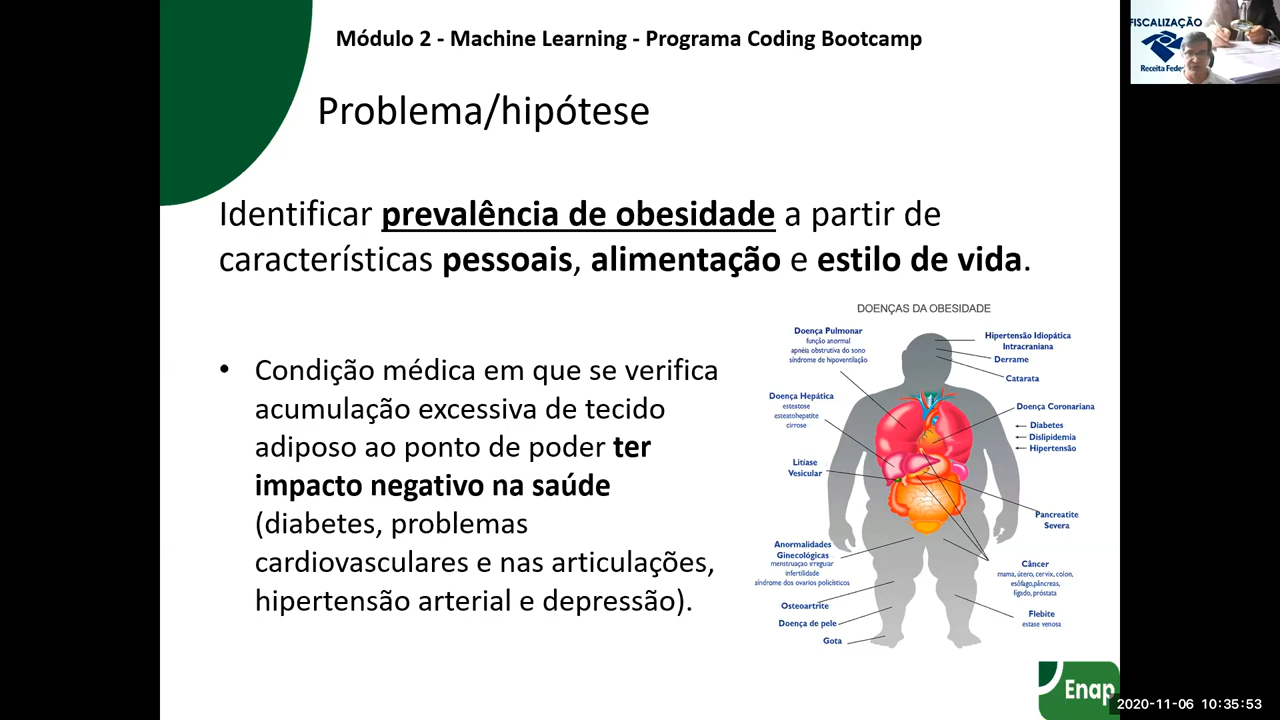 Módulo 2 - Machine Learning - Programa Coding Bootcamp
FISCALIZAÇÃO
Receita Feder
Problema/hipótese
Identificar prevalência de obesidade a partir de
características pessoais, alimentação e estilo de vida.
• Condição médica em que se verifica
acumulação excessiva de tecido
adiposo ao ponto de poder ter
impacto negativo na saúde
(diabetes, problemas
cardiovasculares e nas articulações,
hipertensão arterial e depressão).
DOENÇAS DA OBESIDADE
Doença Pulmonar
função anormal
apnéia obstrutiva do sono
síndrome de hipoventilação
Doença Hepática
esteatose
esteatohepatite
cirrose
Litíase
Vesicular
Anormalidades
Ginecológicas
menstruação irregular
infertilidade
síndrome dos ovarios policísticos
Osteoartrite
Doença de pele
Gota
Hipertensão Idiopática
Intracraniana
Derrame
Catarata
Doença Coronariana
Diabetes
Dislipidemia
Hipertensão
Pancreatite
Severa
Câncer
mama, útero, cervix, colon,
esôfago,pâncreas,
fígado, próstata
Flebite
estase venosa
Enap
2020-11-06 10:35:53